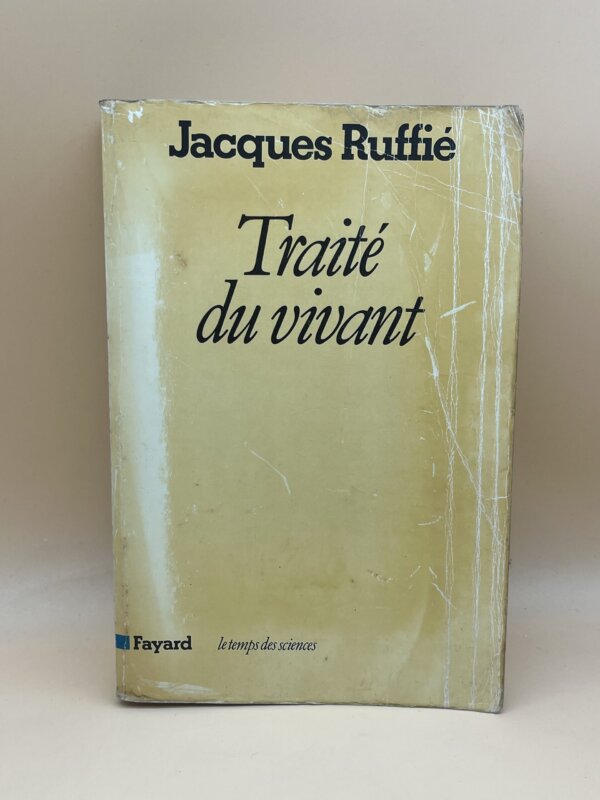 Jacques Ruffié
Traité
du vivant
Fayard
le temps des sciences